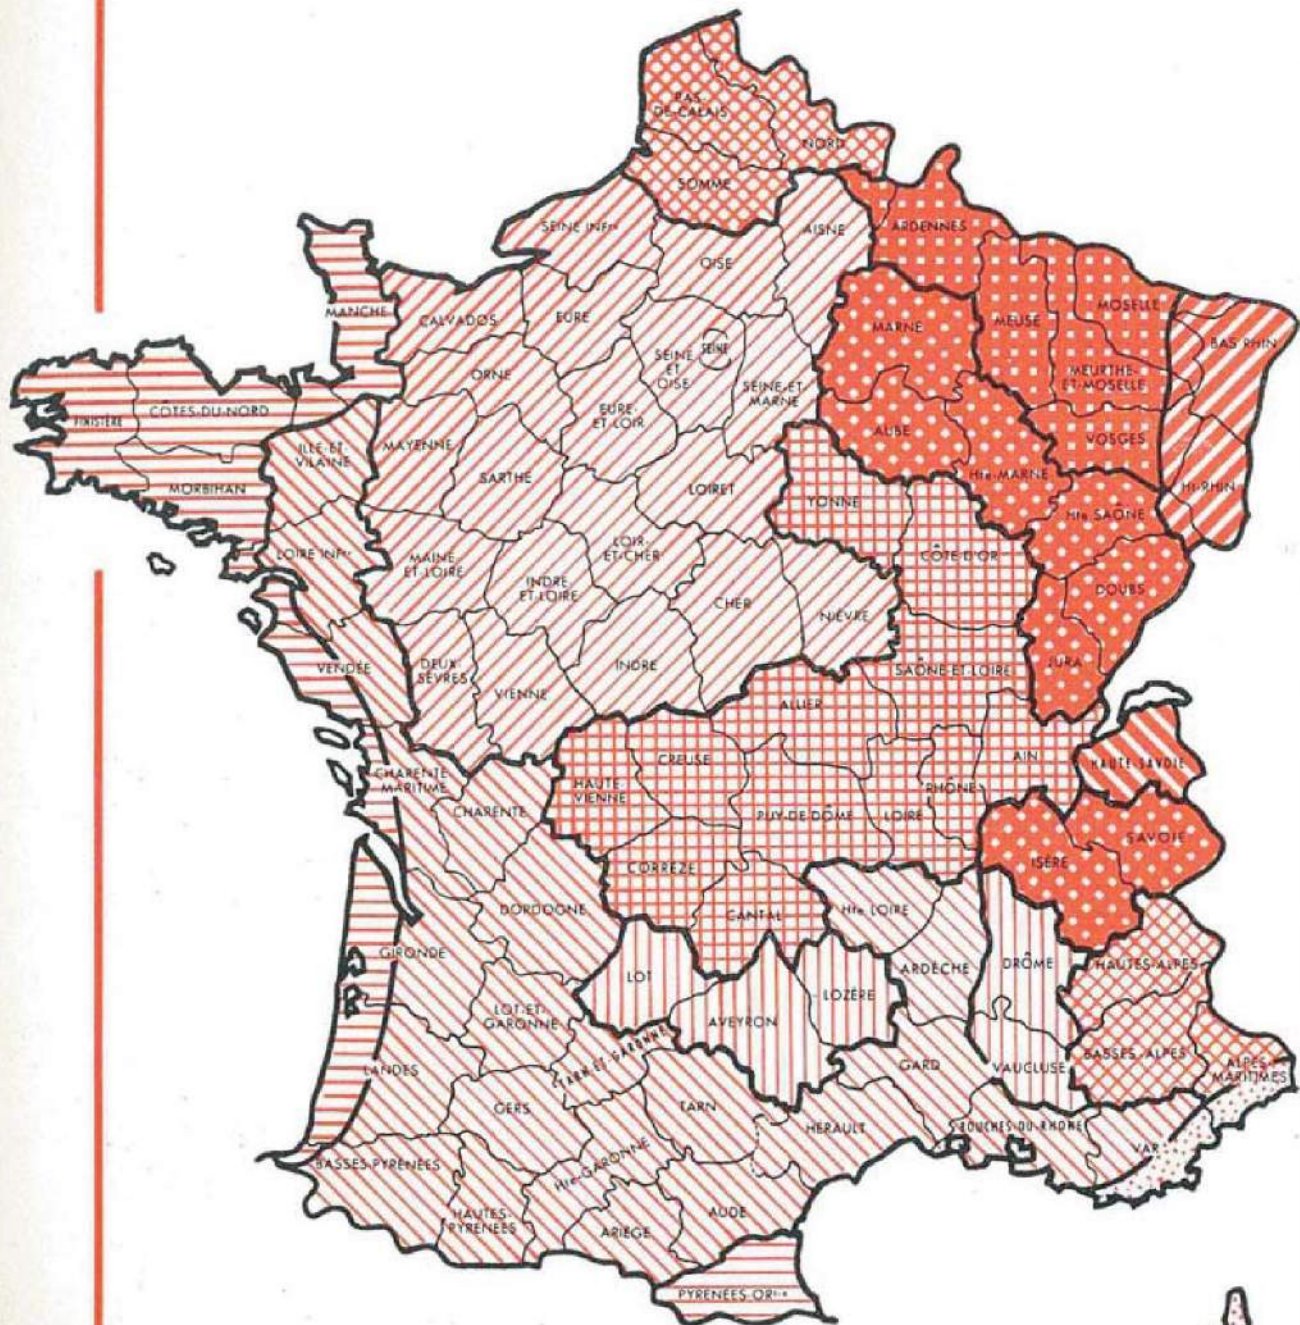 PAS-
DE-CALAIS
NORD
SOMME
SEINE INFre
AISNE
ARDENNES
OISE
MANCHE
CALVADOS
EURE
MARNE
MEUSE
MOSELLE
BAS RHIN
SEINE
ET
OISE
SEINE
ORNE
MEURTHE-
ET-MOSELLE
SEINE-ET
MARNE
FINISTÈRE
CÔTES-DU-NORD
EURE-
ET-LOIR
AUBE
VOSGES
ILLE-ET-
VILAINE
MAYENNE
SARTHE
Hte-MARNE
MORBIHAN
LOIRET
YONNE
Ht-RHIN
Hte SAÔNE
LOIRE INFre
LOIR-
ET-CHER
CÔTE-D'OR
MAINE-
ET-LOIRE
INDRE
ET-LOIRE
DOUBS
CHER
NIÈVRE
VENDÉE
DEUX-
SÈVRES
INDRE
SAÔNE-ET-LOIRE
JURA
VIENNE
ALLIER
CREUSE
AIN
HAUTE-SAVOIE
CHARENTE
MARITIME
HAUTE
VIENNE
RHÔNE
CHARENTE
PUY-DE-DÔME
LOIRE
SAVOIE
CORRÈZE
ISÈRE
DORDOGNE
CANTAL
Hte LOIRE
GIRONDE
LOT
ARDÈCHE
DRÔME
HAUTES-ALPES
LOZÈRE
LOT-ET-
GARONNE
AVEYRON
TARN-ET-GARONNE
LANDES
GARD
VAUCLUSE
BASSES-ALPES
ALPES-
MARITIMES
GERS
TARN
HÉRAULT
BOUCHES-DU-RHÔNE
VAR
BASSES-PYRÉNÉES
Hte-GARONNE
HAUTES-
PYRÉNÉES
ARIÈGE
AUDE
PYRÉNÉES-ORles